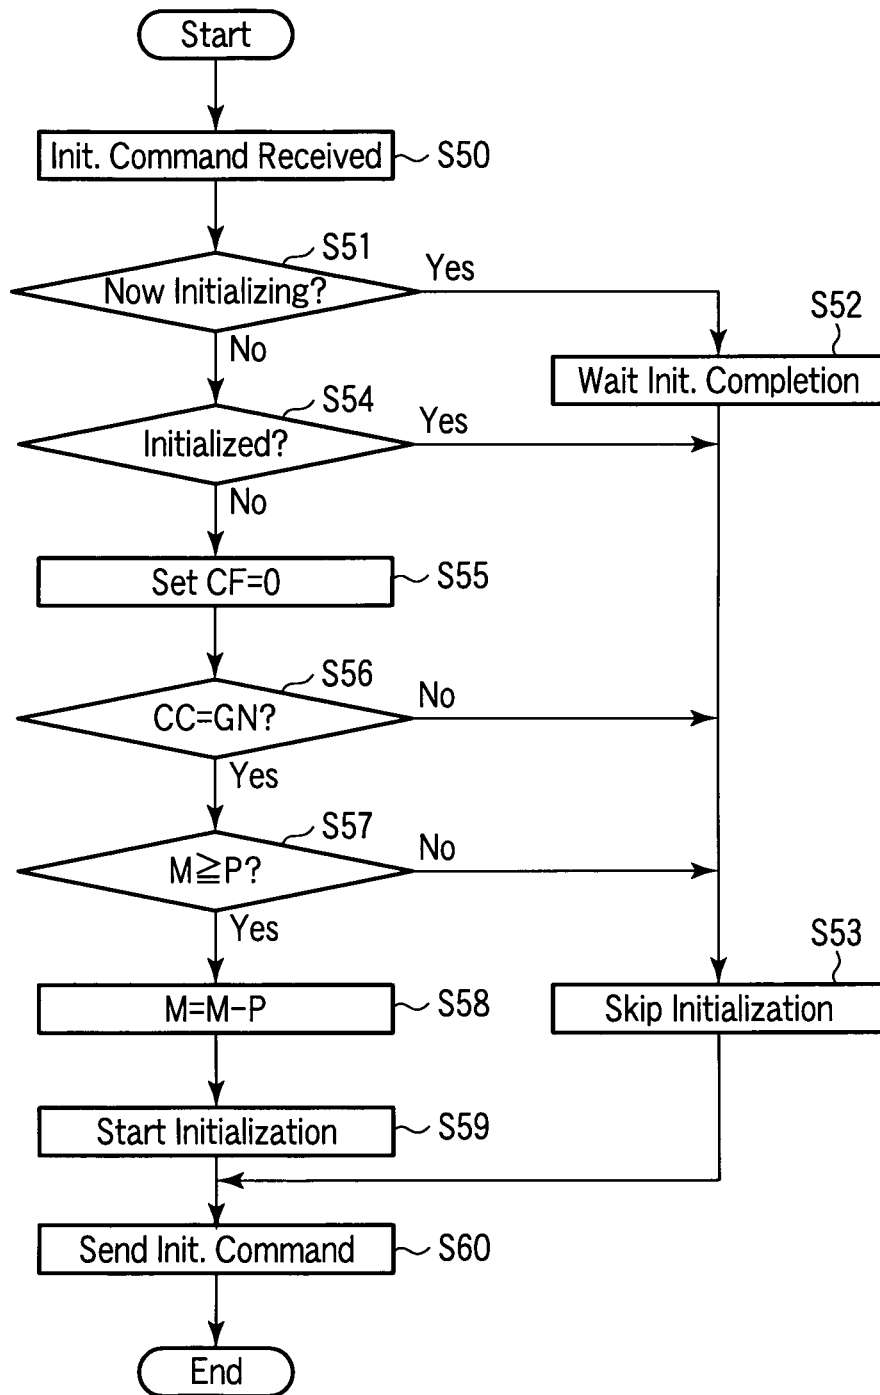 Start
Init. Command Received
S50
S51
Now Initializing?
Yes
No
S52
Wait Init. Completion
S54
Initialized?
Yes
No
Set CF=0
S55
S56
CC=GN?
No
Yes
S57
M≧P?
No
Yes
S53
Skip Initialization
M=M-P
S58
Start Initialization
S59
Send Init. Command
S60
End